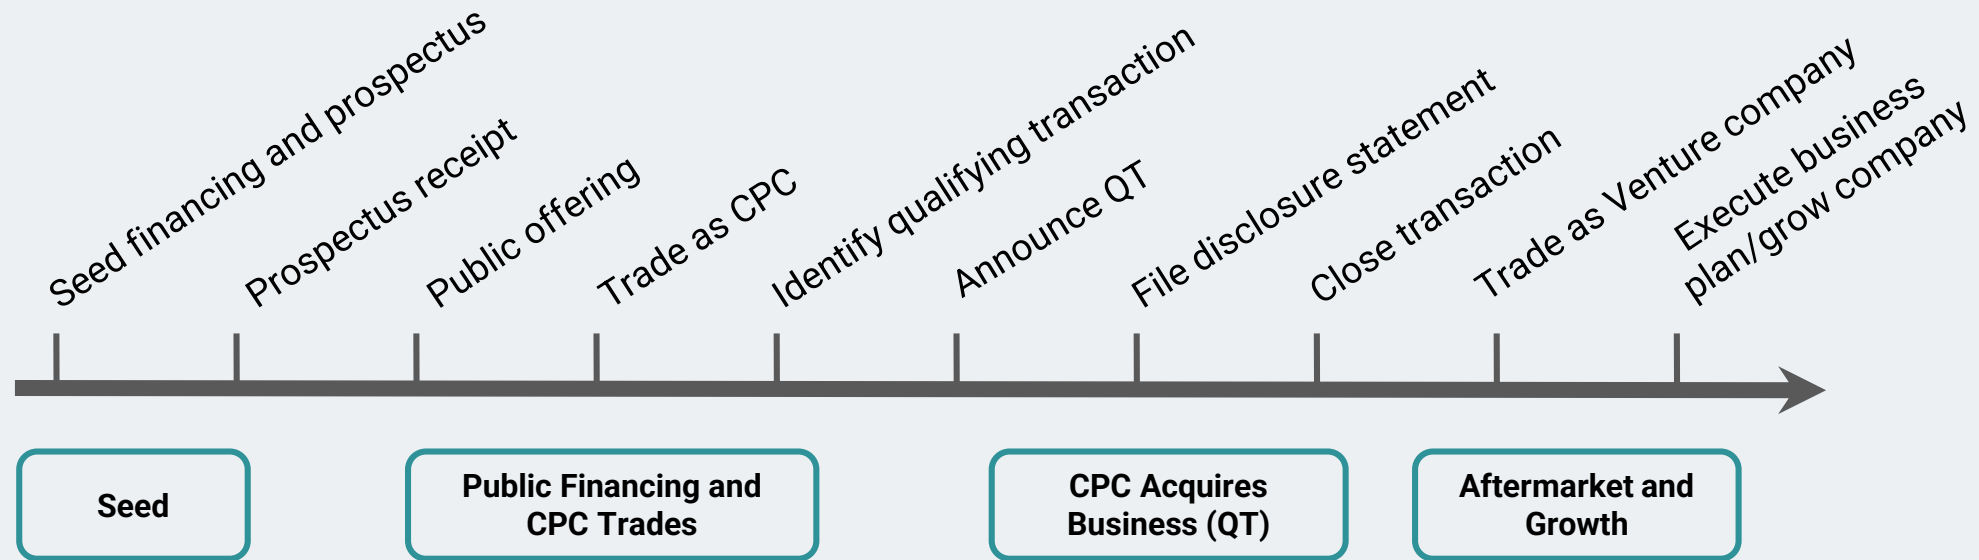 Seed financing and prospectus
Prospectus receipt
Public offering
Trade as CPC
Identify qualifying transaction
Announce QT
File disclosure statement
Close transaction
Trade as Venture company
Execute business
plan/grow company
Seed
Public Financing and
CPC Trades
CPC Acquires
Business (QT)
Aftermarket and
Growth